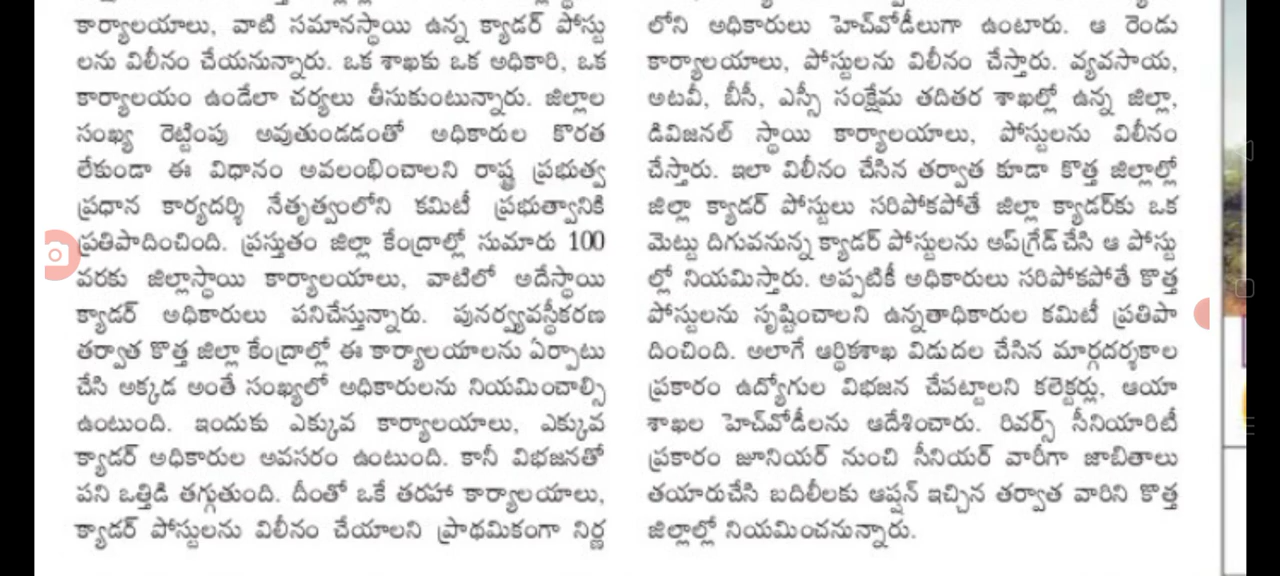 కార్యాలయాలు, వాటి సమానస్థాయి ఉన్న క్యాడర్ పోస్టు
లను విలీనం చేయనున్నారు. ఒక శాఖకు ఒక అధికారి, ఒక
కార్యాలయం ఉండేలా చర్యలు తీసుకుంటున్నారు. జిల్లాల
సంఖ్య రెట్టింపు అవుతుండడంతో అధికారుల కొరత
లేకుండా ఈ విధానం అవలంభించాలని రాష్ట్ర ప్రభుత్వ
ప్రధాన కార్యదర్శి నేతృత్వంలోని కమిటీ ప్రభుత్వానికి
ప్రతిపాదించింది. ప్రస్తుతం జిల్లా కేంద్రాల్లో సుమారు 100
వరకు జిల్లాస్థాయి కార్యాలయాలు, వాటిలో అదేస్థాయి
క్యాడర్ అధికారులు పనిచేస్తున్నారు. పునర్వ్యవస్థీకరణ
తర్వాత కొత్త జిల్లా కేంద్రాల్లో ఈ కార్యాలయాలను ఏర్పాటు
చేసి అక్కడ అంతే సంఖ్యలో అధికారులను నియమించాల్సి
ఉంటుంది. ఇందుకు ఎక్కువ కార్యాలయాలు, ఎక్కువ
క్యాడర్ అధికారుల అవసరం ఉంటుంది. కానీ విభజనతో
పని ఒత్తిడి తగ్గుతుంది. దీంతో ఒకే తరహా కార్యాలయాలు,
క్యాడర్ పోస్టులను విలీనం చేయాలని ప్రాథమికంగా నిర్ణ
లోని అధికారులు హెచ్‌వోడీలుగా ఉంటారు. ఆ రెండు
కార్యాలయాలు, పోస్టులను విలీనం చేస్తారు. వ్యవసాయ,
అటవీ, బీసీ, ఎస్సీ సంక్షేమ తదితర శాఖల్లో ఉన్న జిల్లా,
డివిజనల్ స్థాయి కార్యాలయాలు, పోస్టులను విలీనం
చేస్తారు. ఇలా విలీనం చేసిన తర్వాత కూడా కొత్త జిల్లాల్లో
జిల్లా క్యాడర్ పోస్టులు సరిపోకపోతే జిల్లా క్యాడర్‌కు ఒక
మెట్టు దిగువనున్న క్యాడర్ పోస్టులను అప్‌గ్రేడ్ చేసి ఆ పోస్టు
ల్లో నియమిస్తారు. అప్పటికీ అధికారులు సరిపోకపోతే కొత్త
పోస్టులను సృష్టించాలని ఉన్నతాధికారుల కమిటీ ప్రతిపా
దించింది. అలాగే ఆర్థికశాఖ విడుదల చేసిన మార్గదర్శకాల
ప్రకారం ఉద్యోగుల విభజన చేపట్టాలని కలెక్టర్లు, ఆయా
శాఖల హెచ్‌వోడీలను ఆదేశించారు. రివర్స్ సీనియారిటీ
ప్రకారం జూనియర్ నుంచి సీనియర్ వారీగా జాబితాలు
తయారుచేసి బదిలీలకు ఆప్షన్ ఇచ్చిన తర్వాత వారిని కొత్త
జిల్లాల్లో నియమించనున్నారు.